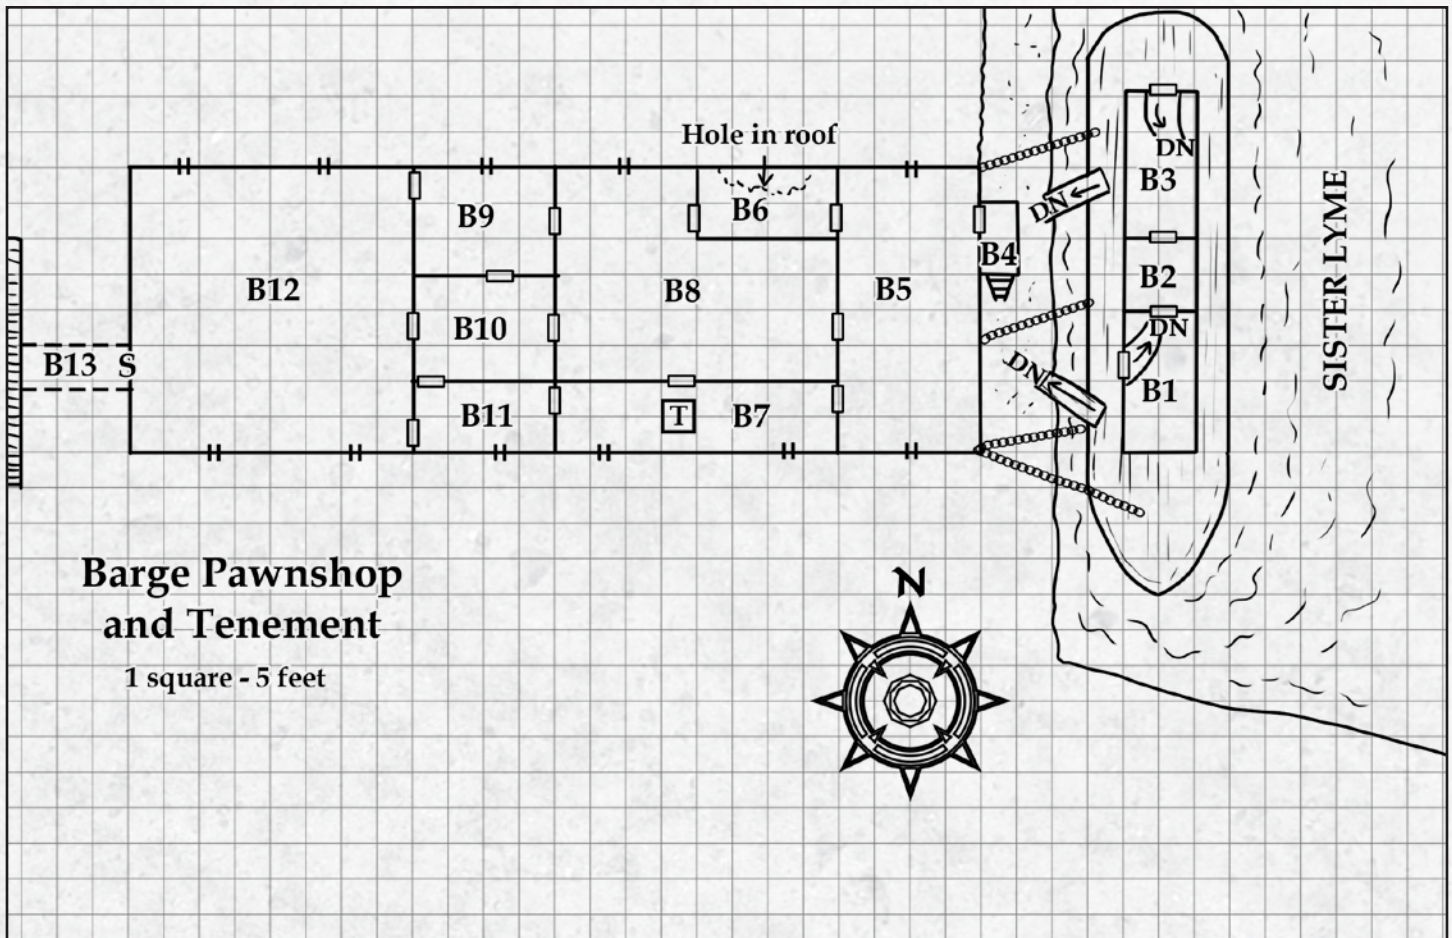 Hole in roof
DN
B3
DN
B9
B6
B4
B12
B8
B5
B2
B10
DN
B13 S
DN
B1
B11
T
B7
SISTER LYME
Barge Pawnshop
and Tenement
1 square - 5 feet
N